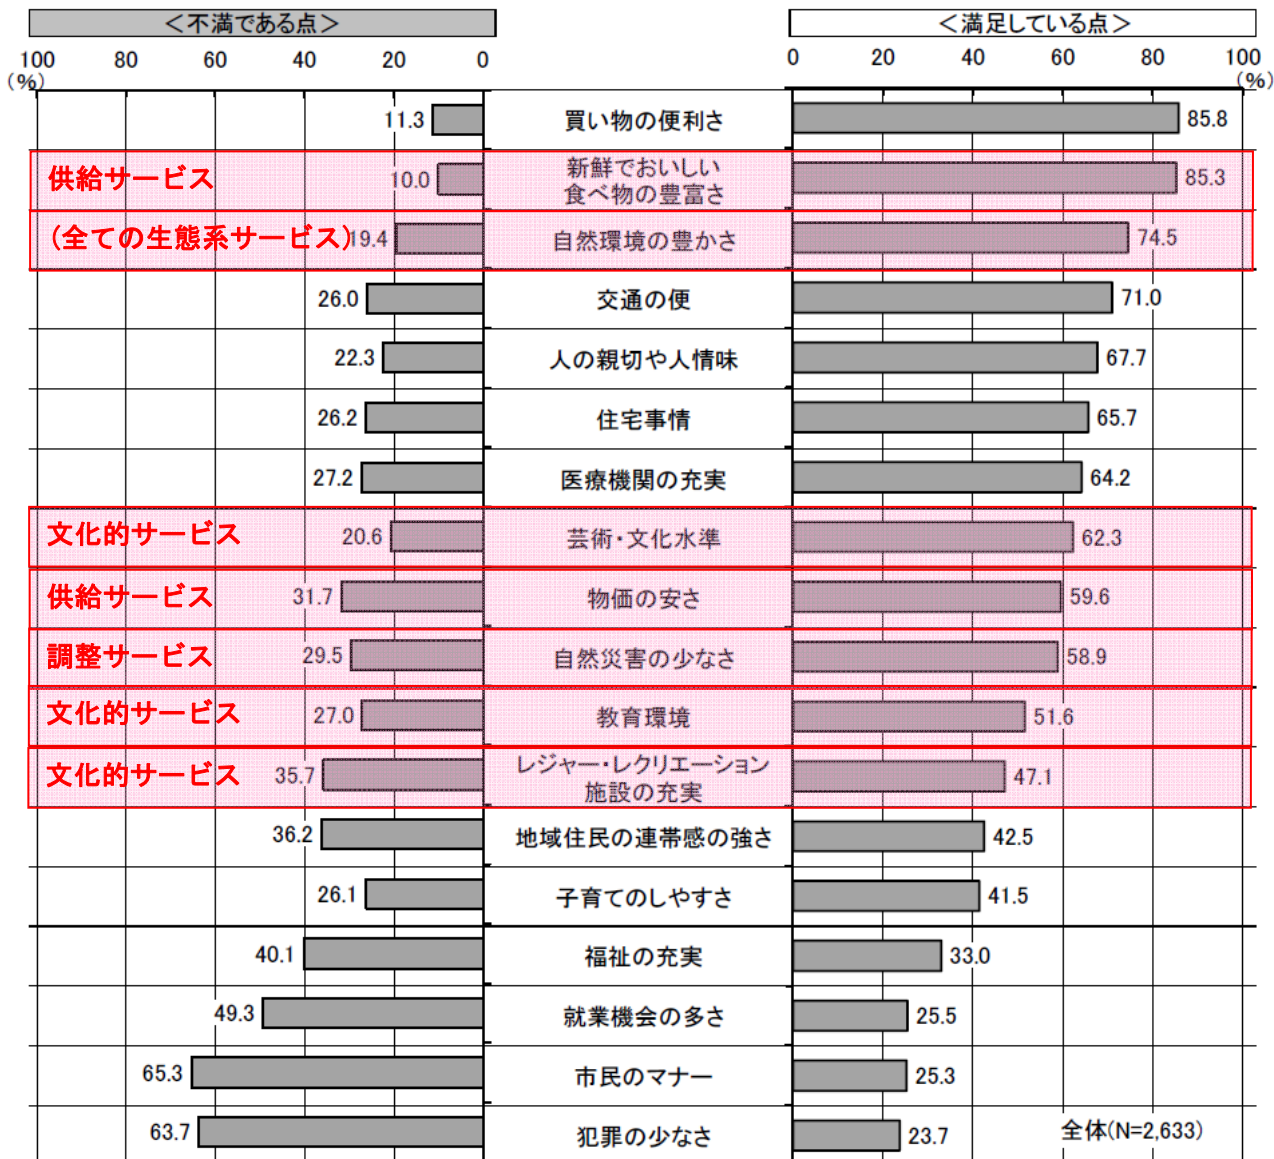 ＜不満である点＞
＜満足している点＞
100 80 60 40 20 0
(%)
0 20 40 60 80 100
(%)
11.3 買い物の便利さ 85.8
供給サービス 10.0 新鮮でおいしい
食べ物の豊富さ 85.3
(全ての生態系サービス) 19.4 自然環境の豊かさ 74.5
26.0 交通の便 71.0
22.3 人の親切や人情味 67.7
26.2 住宅事情 65.7
27.2 医療機関の充実 64.2
文化的サービス 20.6 芸術・文化水準 62.3
供給サービス 31.7 物価の安さ 59.6
調整サービス 29.5 自然災害の少なさ 58.9
文化的サービス 27.0 教育環境 51.6
文化的サービス 35.7 レジャー・レクリエーション
施設の充実 47.1
36.2 地域住民の連帯感の強さ 42.5
26.1 子育てのしやすさ 41.5
40.1 福祉の充実 33.0
49.3 就業機会の多さ 25.5
65.3 市民のマナー 25.3
63.7 犯罪の少なさ 23.7
全体(N=2,633)